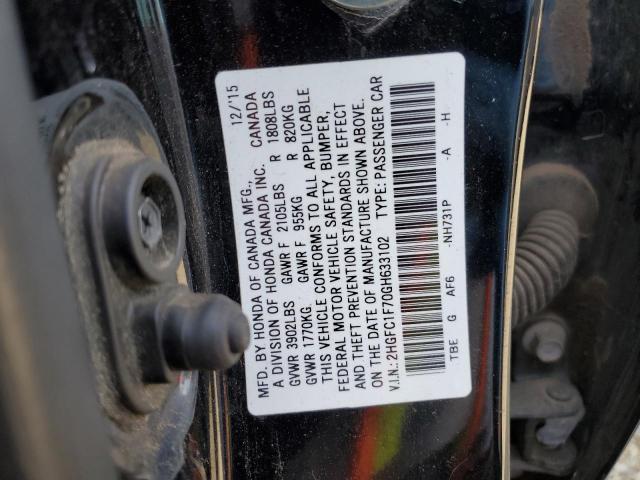 MFD. BY HONDA OF CANADA MFG., 12/15
A DIVISION OF HONDA CANADA INC. CANADA
GVWR 3902LBS GAWR F 2105LBS R 1808LBS
GVWR 1770KG. GAWR F 955KG R 820KG
THIS VEHICLE CONFORMS TO ALL APPLICABLE
FEDERAL MOTOR VEHICLE SAFETY, BUMPER,
AND THEFT PREVENTION STANDARDS IN EFFECT
ON THE DATE OF MANUFACTURE SHOWN ABOVE.
V.I.N.: 2HGFC1F70GH633102 TYPE: PASSENGER CAR
TBE G AF6 -NH731P -A -H